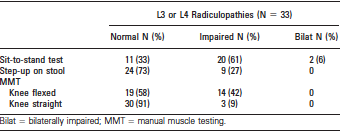 L3 or L4 Radiculopathies (N = 33)
Normal N (%) Impaired N (%) Bilat N (%)
Sit-to-stand test 11 (33) 20 (61) 2 (6)
Step-up on stool 24 (73) 9 (27) 0
MMT
Knee flexed 19 (58) 14 (42) 0
Knee straight 30 (91) 3 (9) 0
Bilat = bilaterally impaired; MMT = manual muscle testing.